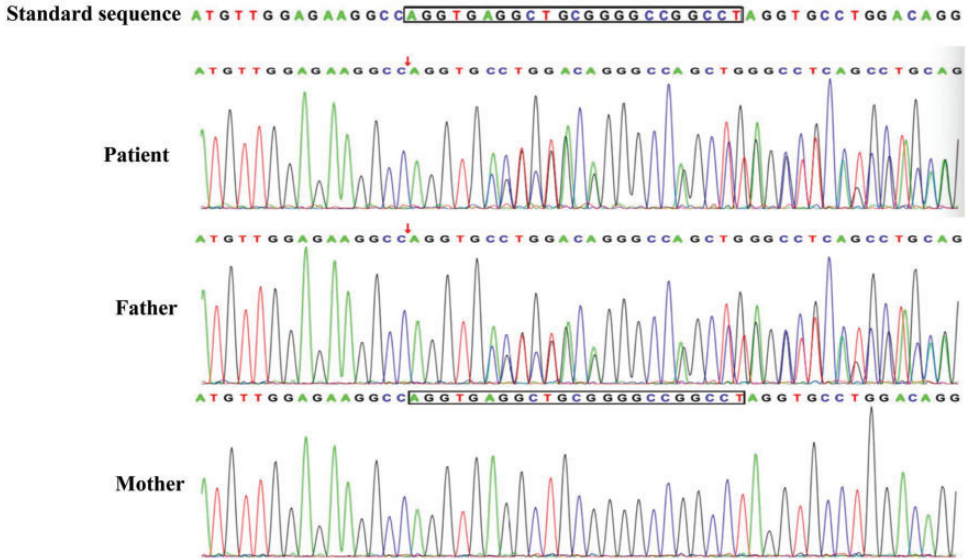 Standard sequence ATGTTGGAGAAGGCCAGGTGAGGCTGCGGGGCCGGCCTAGGTGCCTGGACAGG
ATGTTGGAGAAGGCCAGGTGCCTGGACAGGGCCAGCTGGGCCTCAGCCTGCAG
Patient
ATGTTGGAGAAGGCCAGGTGCCTGGACAGGGCCAGCTGGGCCTCAGCCTGCAG
Father
ATGTTGGAGAAGGCCAGGTGAGGCTGCGGGGCCGGCCTAGGTGCCTGGACAGG
Mother